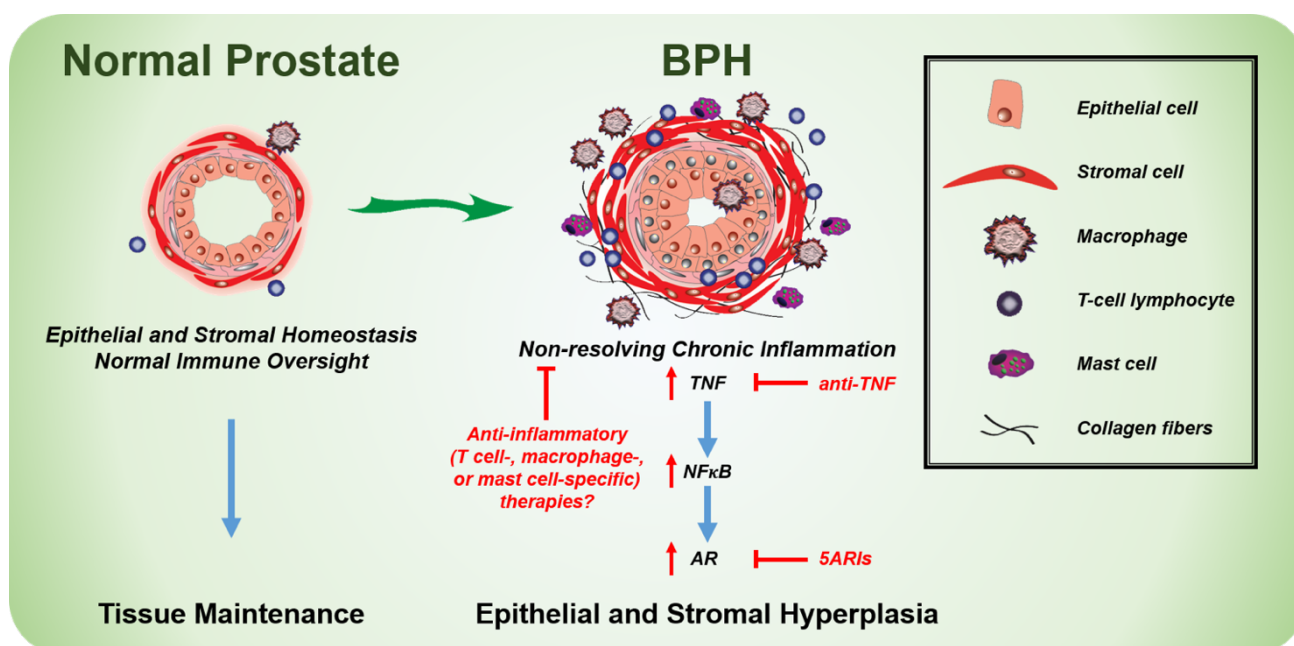 Normal Prostate
BPH
Epithelial and Stromal Homeostasis
Normal Immune Oversight
Tissue Maintenance
Non-resolving Chronic Inflammation
TNF
anti-TNF
Anti-inflammatory
(T cell-, macrophage-,
or mast cell-specific)
therapies?
NFκB
AR
5ARIs
Epithelial and Stromal Hyperplasia
Epithelial cell
Stromal cell
Macrophage
T-cell lymphocyte
Mast cell
Collagen fibers